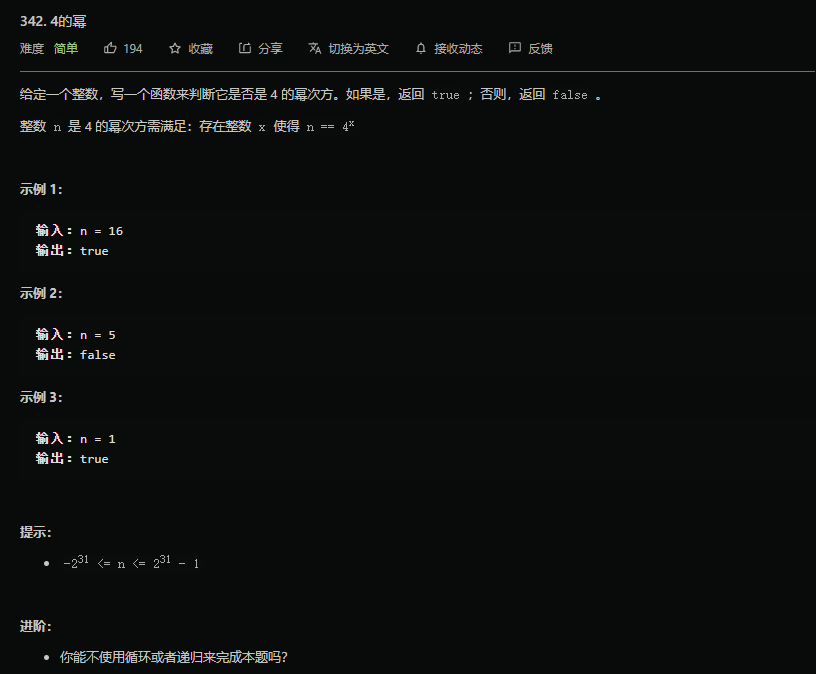 342. 4的幂
难度 简单 194 收藏 分享 切换为英文 接收动态 反馈
给定一个整数，写一个函数来判断它是否是 4 的幂次方。如果是，返回 true ；否则，返回 false 。
整数 n 是 4 的幂次方需满足：存在整数 x 使得 n == 4ˣ
示例 1：
输入：n = 16
输出：true
示例 2：
输入：n = 5
输出：false
示例 3：
输入：n = 1
输出：true
提示：
• -2³¹ <= n <= 2³¹ - 1
进阶：
• 你能不使用循环或者递归来完成本题吗？